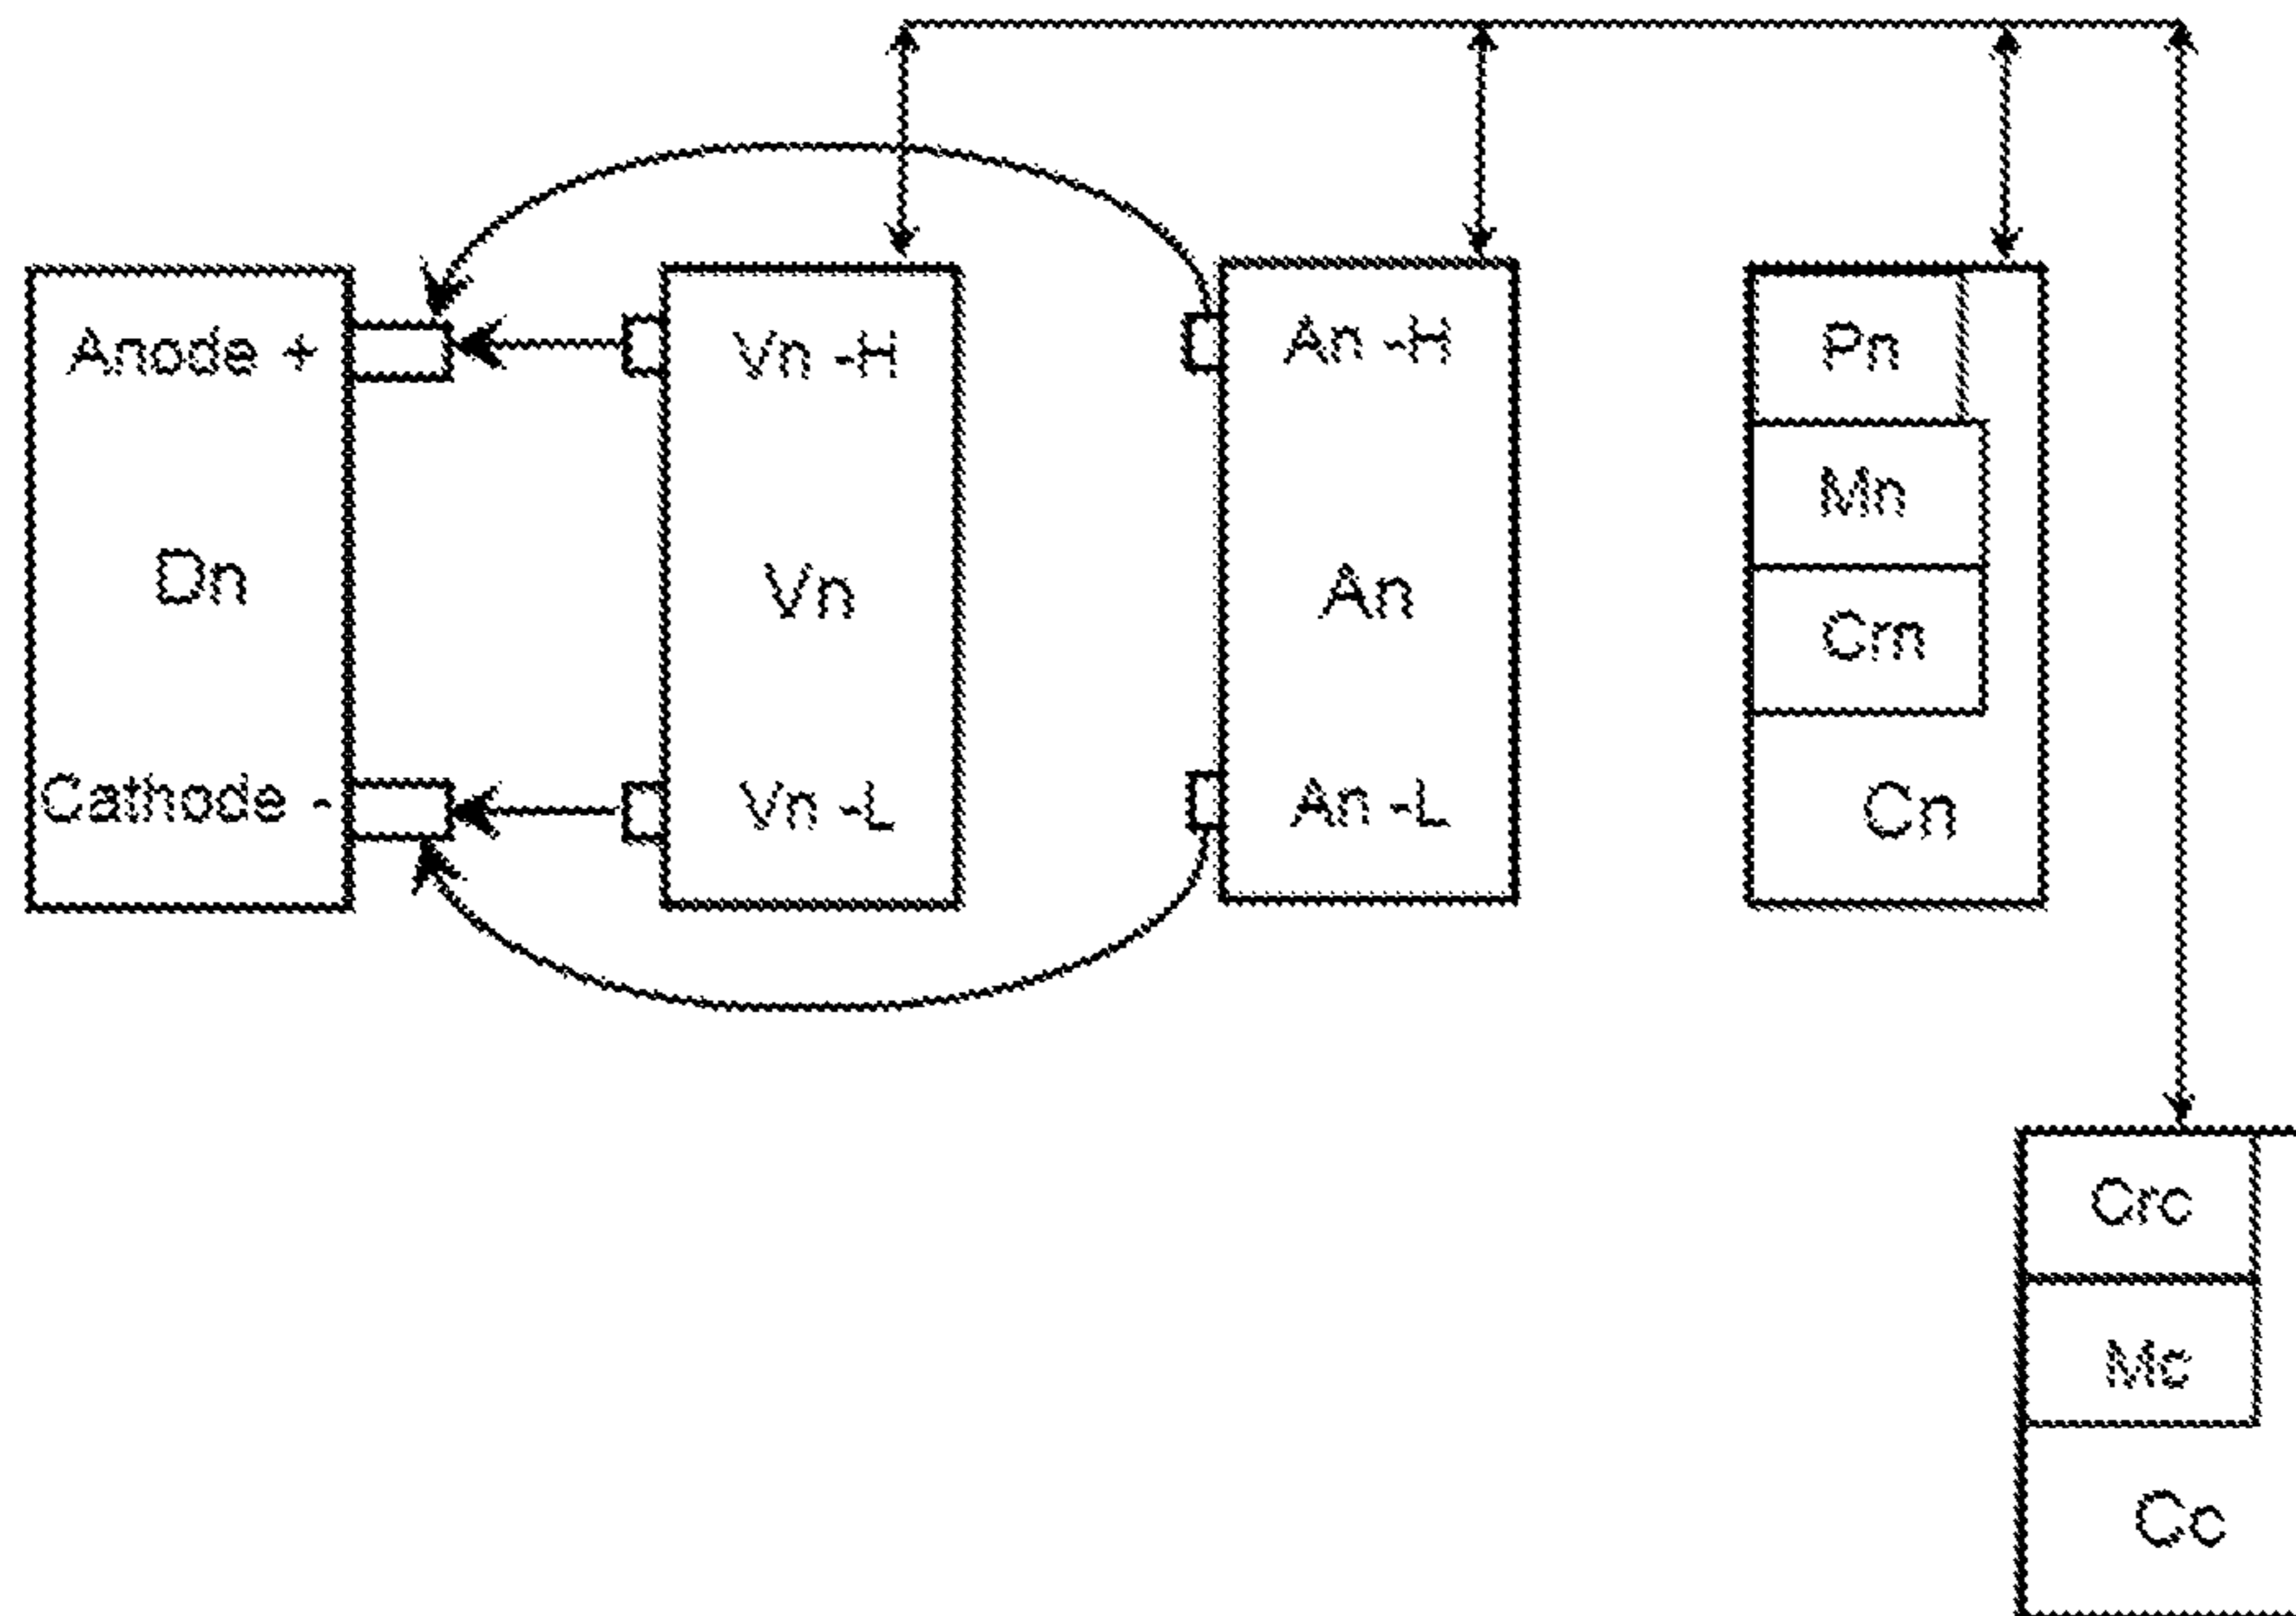 Anode +
Dn
Cathode -
Vn -H
Vn
Vn -L
An -H
An
An -L
Pn
Mn
Crn
Cn
Crc
Mc
Cc